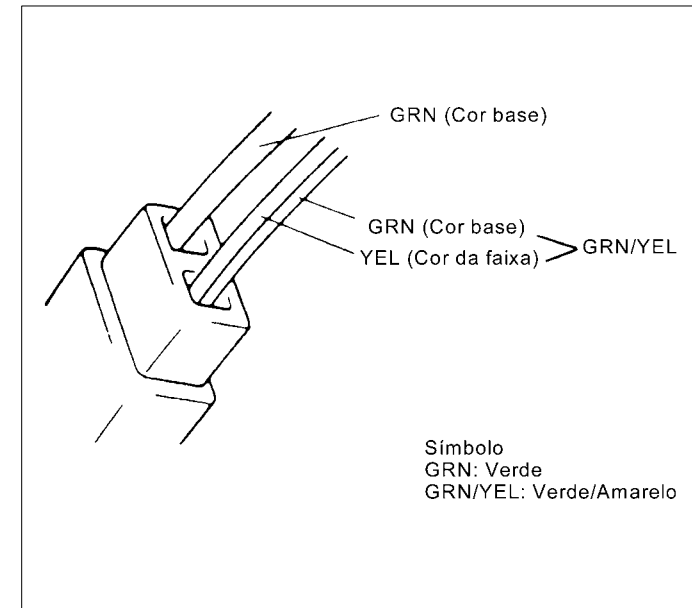 GRN (Cor base)
GRN (Cor base)
YEL (Cor da faixa)
GRN/YEL
Símbolo
GRN: Verde
GRN/YEL: Verde/Amarelo